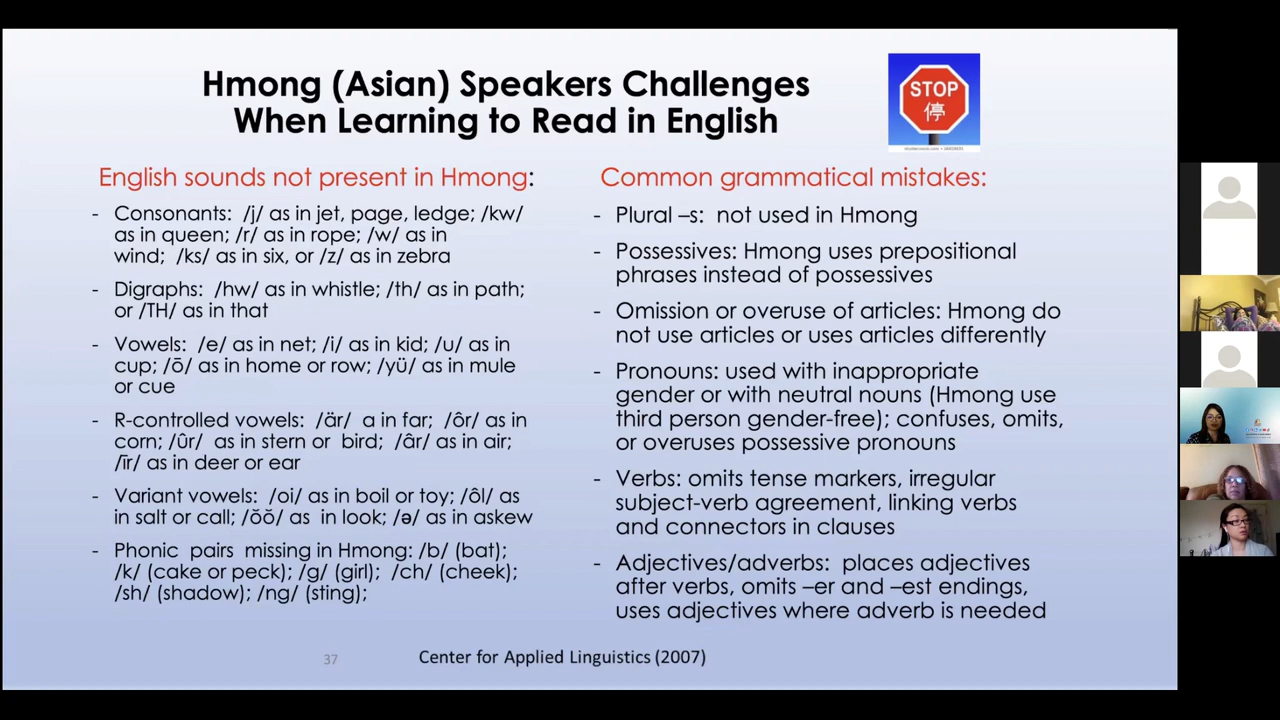 Hmong (Asian) Speakers Challenges
When Learning to Read in English
STOP
停
English sounds not present in Hmong:
- Consonants: /j/ as in jet, page, ledge; /kw/
as in queen; /r/ as in rope; /w/ as in
wind; /ks/ as in six, or /z/ as in zebra
- Digraphs: /hw/ as in whistle; /th/ as in path;
or /TH/ as in that
- Vowels: /e/ as in net; /i/ as in kid; /u/ as in
cup; /ō/ as in home or row; /yü/ as in mule
or cue
- R-controlled vowels: /är/ a in far; /ôr/ as in
corn; /ûr/ as in stern or bird; /âr/ as in air;
/īr/ as in deer or ear
- Variant vowels: /oi/ as in boil or toy; /ôl/ as
in salt or call; /ŏŏ/ as in look; /ə/ as in askew
- Phonic pairs missing in Hmong: /b/ (bat);
/k/ (cake or peck); /g/ (girl); /ch/ (cheek);
/sh/ (shadow); /ng/ (sting);
Common grammatical mistakes:
- Plural –s: not used in Hmong
- Possessives: Hmong uses prepositional
phrases instead of possessives
- Omission or overuse of articles: Hmong do
not use articles or uses articles differently
- Pronouns: used with inappropriate
gender or with neutral nouns (Hmong use
third person gender-free); confuses, omits,
or overuses possessive pronouns
- Verbs: omits tense markers, irregular
subject-verb agreement, linking verbs
and connectors in clauses
- Adjectives/adverbs: places adjectives
after verbs, omits –er and –est endings,
uses adjectives where adverb is needed
37
Center for Applied Linguistics (2007)